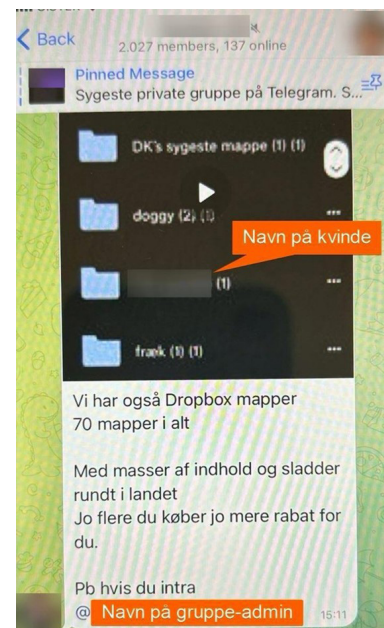 Back
2.027 members, 137 online
Pinned Message
Sygeste private gruppe på Telegram. S...
DK's sygeste mappe (1) (1)
doggy (2) (1)
Navn på kvinde
(1)
fræk (1) (1)
Vi har også Dropbox mapper
70 mapper i alt
Med masser af indhold og sladder
rundt i landet
Jo flere du køber jo mere rabat for
du.
Pb hvis du intra
@ Navn på gruppe-admin 15:11